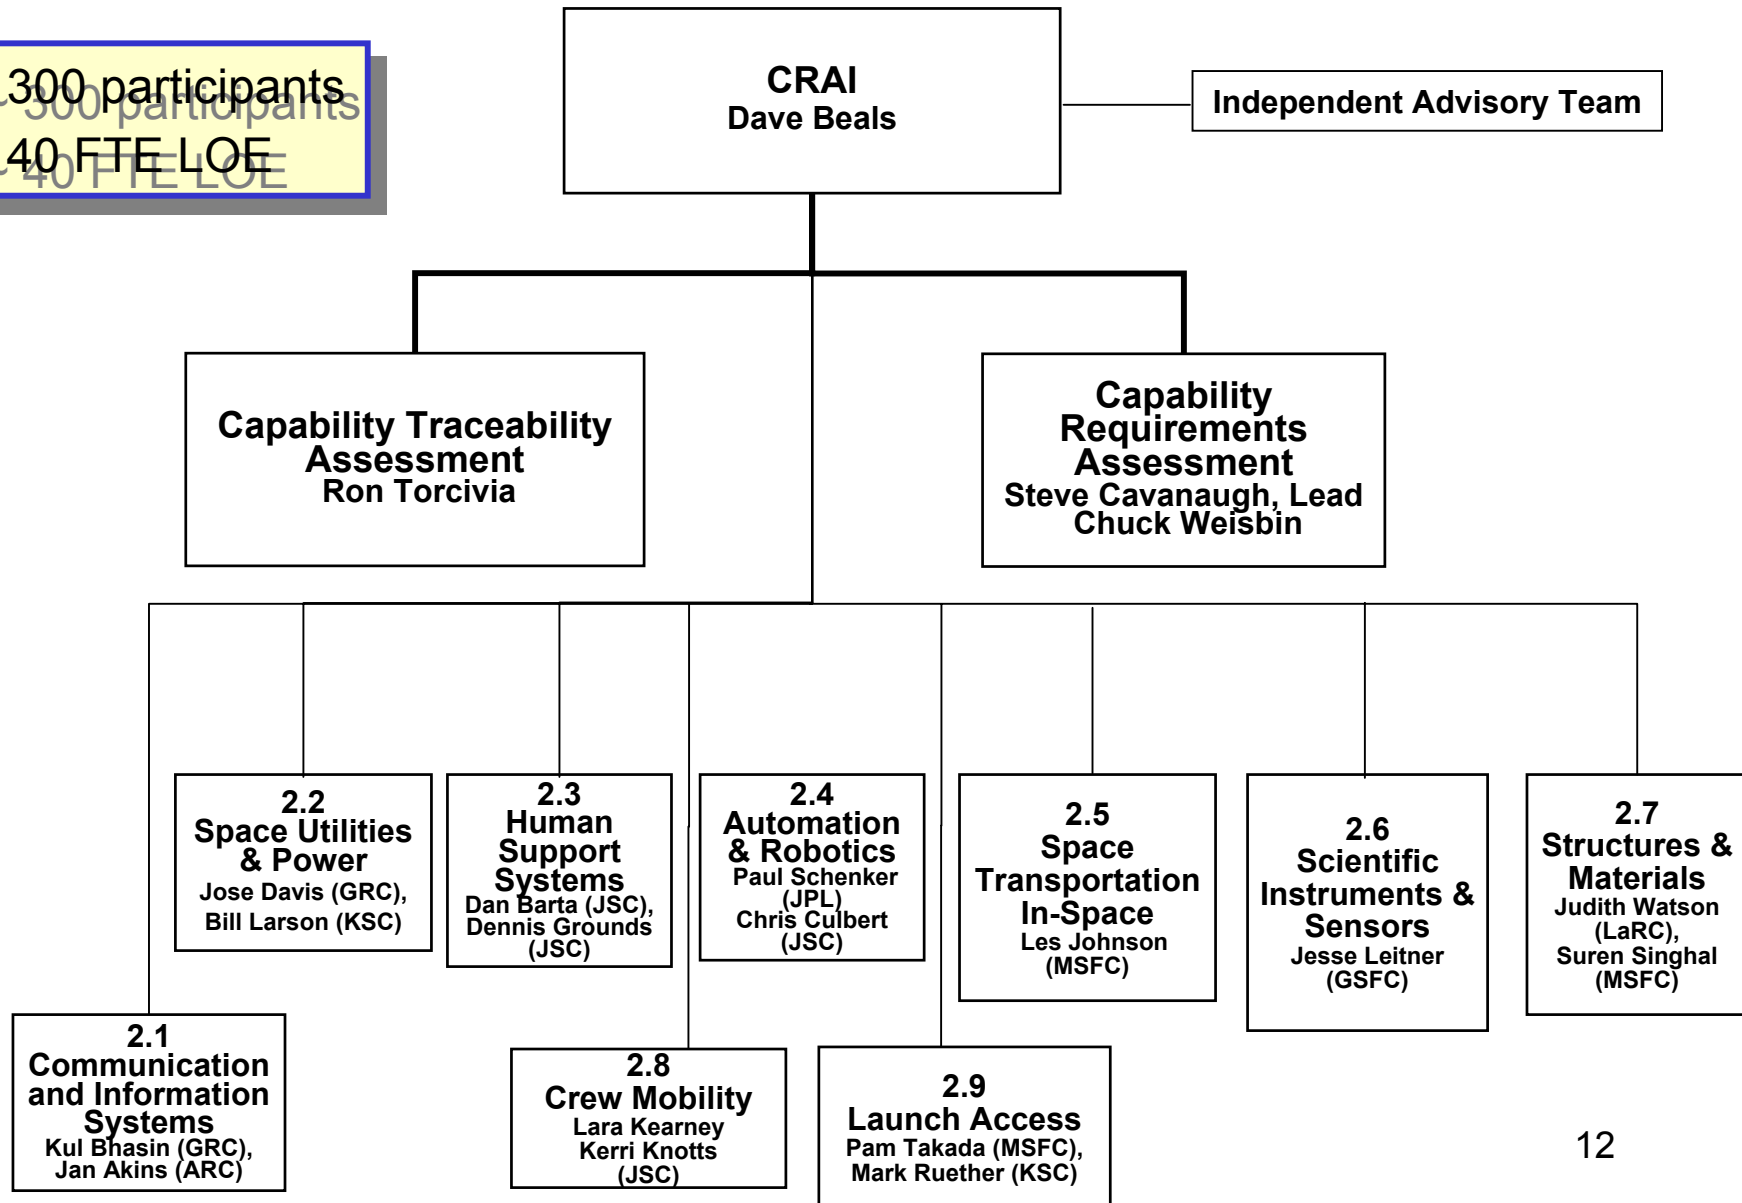 ~ 300 participants
~ 40 FTE LOE
CRAI
Dave Beals
Independent Advisory Team
Capability Traceability
Assessment
Ron Torcivia
Capability
Requirements
Assessment
Steve Cavanaugh, Lead
Chuck Weisbin
2.2
Space Utilities
& Power
Jose Davis (GRC),
Bill Larson (KSC)
2.3
Human
Support
Systems
Dan Barta (JSC),
Dennis Grounds
(JSC)
2.4
Automation
& Robotics
Paul Schenker
(JPL)
Chris Culbert
(JSC)
2.5
Space
Transportation
In-Space
Les Johnson
(MSFC)
2.6
Scientific
Instruments &
Sensors
Jesse Leitner
(GSFC)
2.7
Structures &
Materials
Judith Watson
(LaRC),
Suren Singhal
(MSFC)
2.1
Communication
and Information
Systems
Kul Bhasin (GRC),
Jan Akins (ARC)
2.8
Crew Mobility
Lara Kearney
Kerri Knotts
(JSC)
2.9
Launch Access
Pam Takada (MSFC),
Mark Ruether (KSC)
12